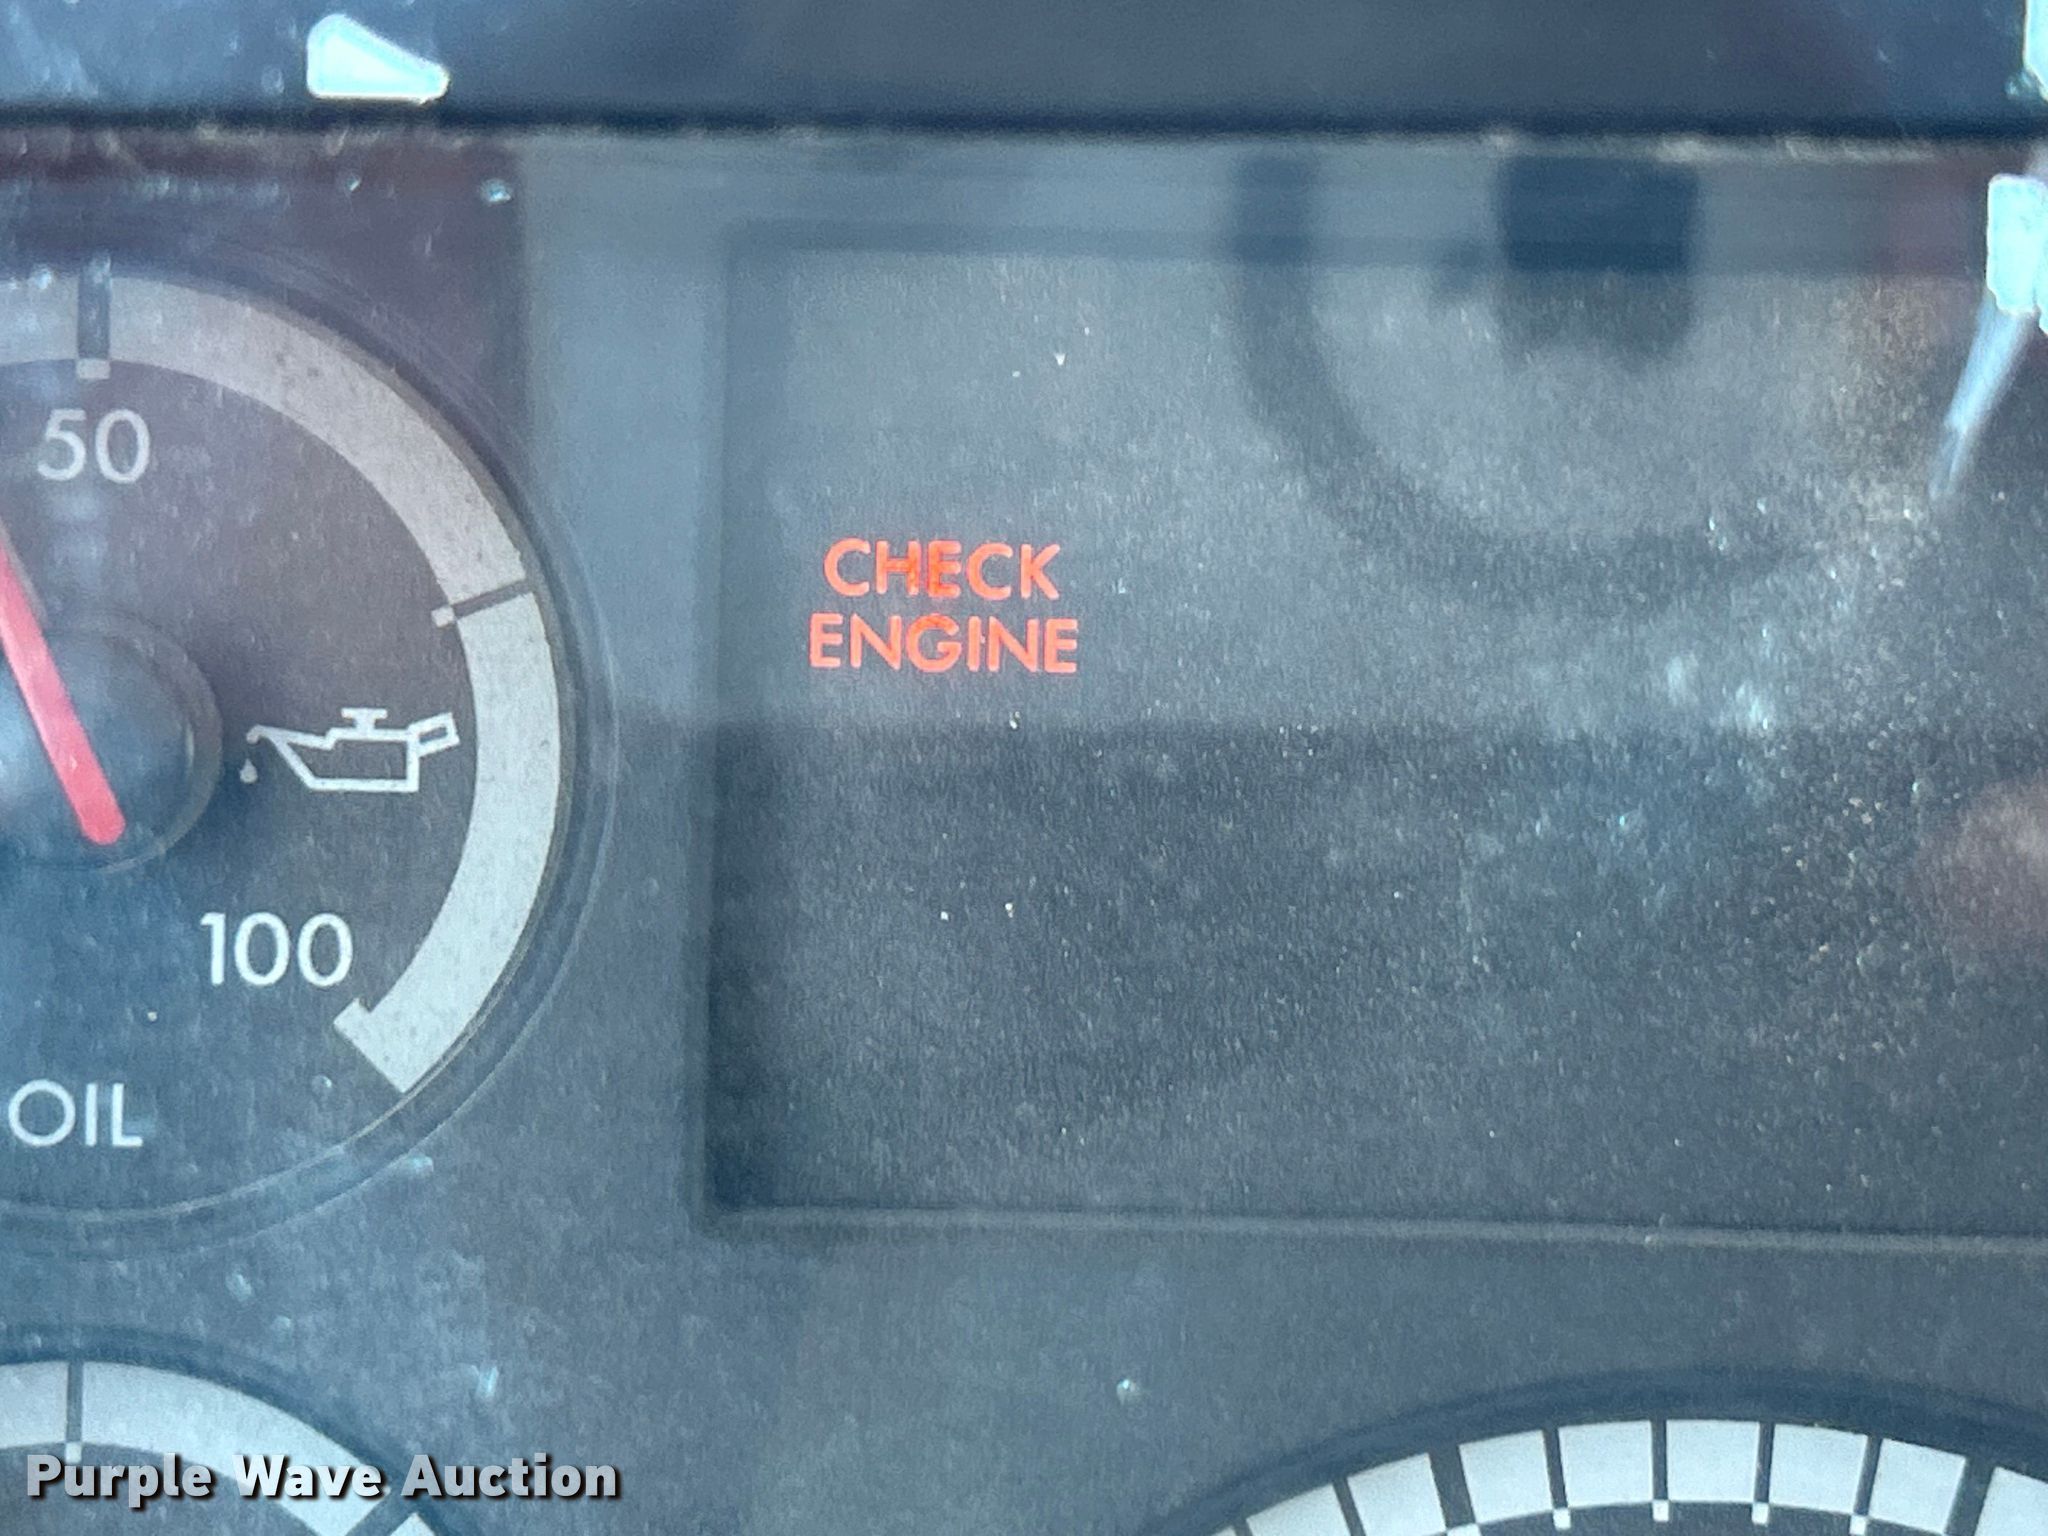 50
CHECK
ENGINE
100
OIL
Purple Wave Auction